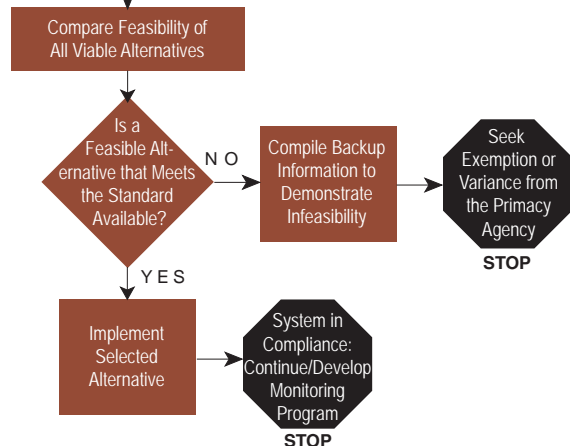 Compare Feasibility of
All Viable Alternatives
Is a
Feasible Alt-
ernative that Meets
the Standard
Available?
NO
Compile Backup
Information to
Demonstrate
Infeasibility
Seek
Exemption or
Variance from
the Primacy
Agency
STOP
YES
Implement
Selected
Alternative
System in
Compliance:
Continue/Develop
Monitoring
Program
STOP